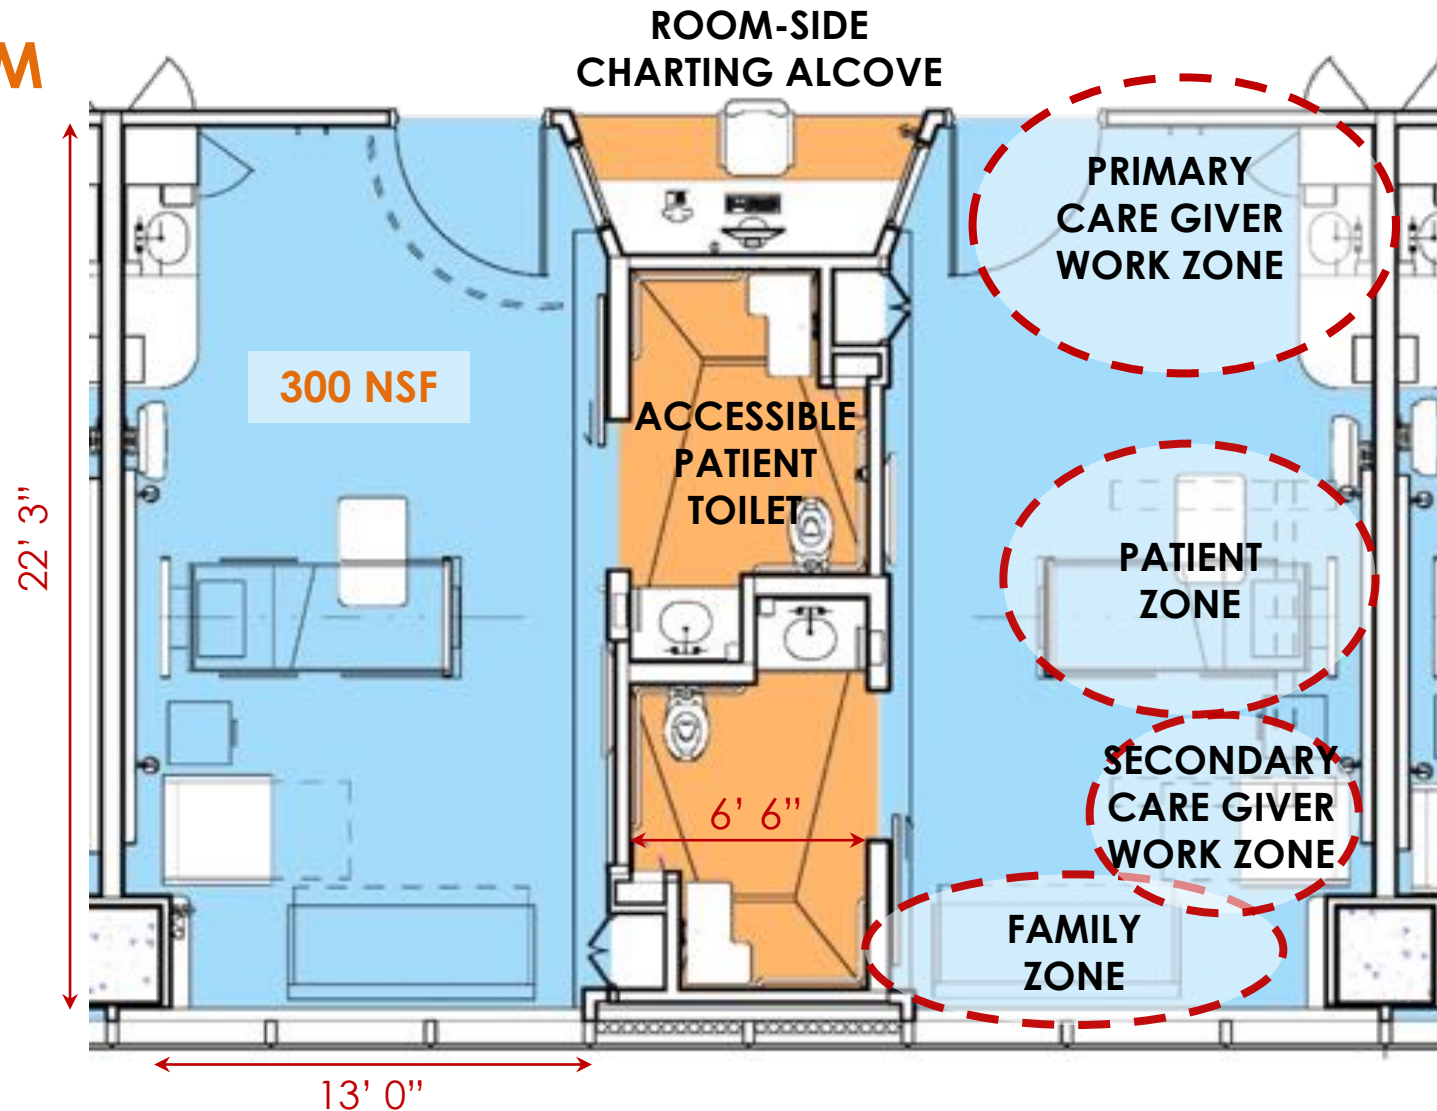 M
ROOM-SIDE
CHARTING ALCOVE
PRIMARY
CARE GIVER
WORK ZONE
300 NSF
ACCESSIBLE
PATIENT
TOILET
22’ 3”
PATIENT
ZONE
SECONDARY
CARE GIVER
WORK ZONE
6’ 6”
FAMILY
ZONE
13’ 0”